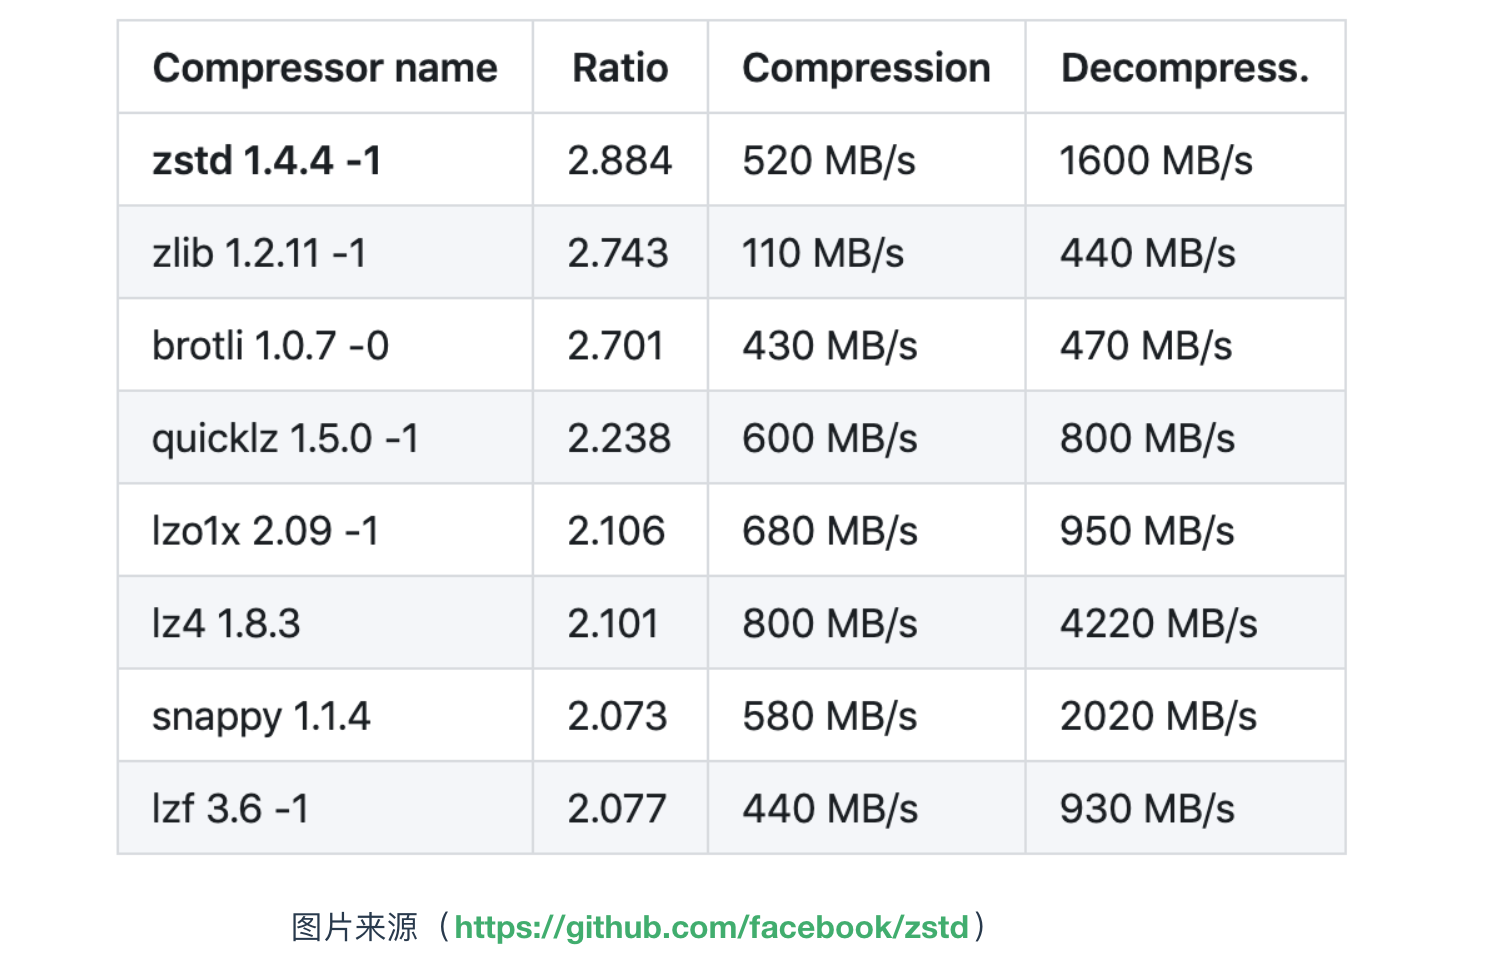 Compressor name Ratio Compression Decompress.
zstd 1.4.4 -1 2.884 520 MB/s 1600 MB/s
zlib 1.2.11 -1 2.743 110 MB/s 440 MB/s
brotli 1.0.7 -0 2.701 430 MB/s 470 MB/s
quicklz 1.5.0 -1 2.238 600 MB/s 800 MB/s
lzo1x 2.09 -1 2.106 680 MB/s 950 MB/s
lz4 1.8.3 2.101 800 MB/s 4220 MB/s
snappy 1.1.4 2.073 580 MB/s 2020 MB/s
lzf 3.6 -1 2.077 440 MB/s 930 MB/s
图片来源（https://github.com/facebook/zstd）